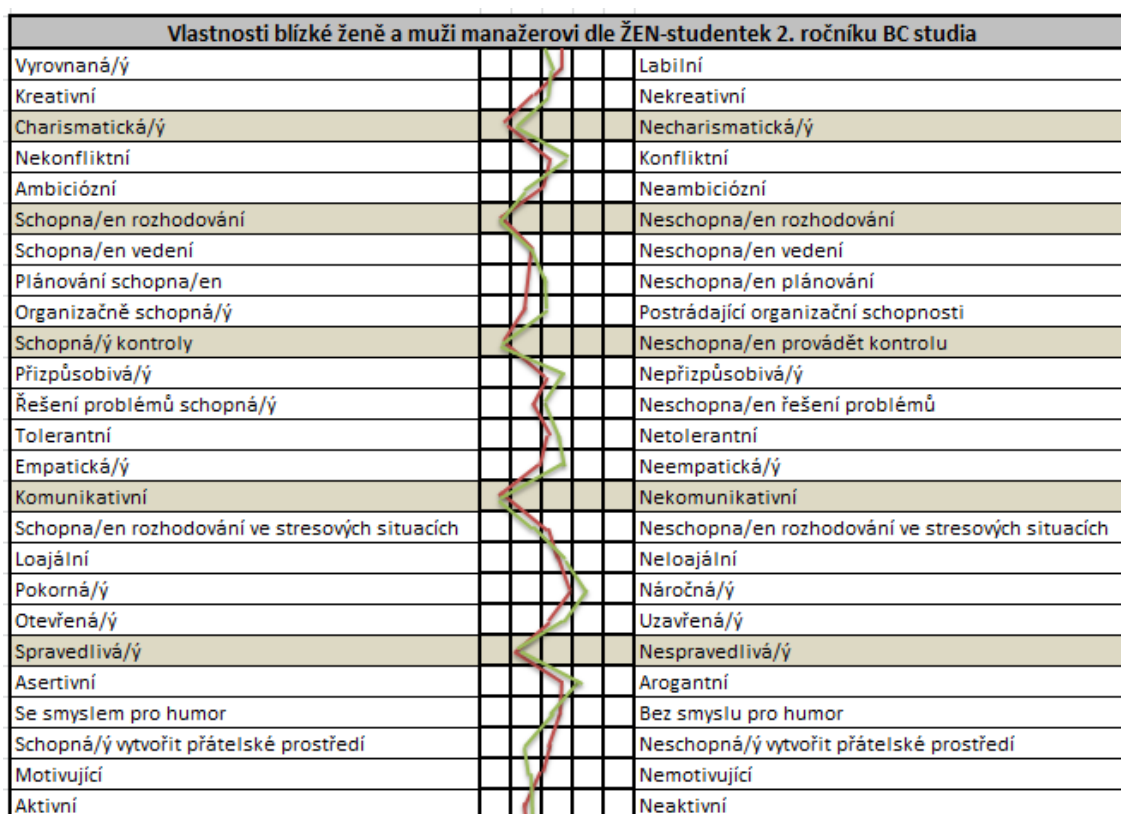 Vlastnosti blízké ženě a muži manažerovi dle ŽEN-studentek 2. ročníku BC studia
Vyrovnaná/ý Labilní
Kreativní Nekreativní
Charismatická/ý Necharismatická/ý
Nekonfliktní Konfliktní
Ambiciózní Neambiciózní
Schopna/en rozhodování Neschopna/en rozhodování
Schopna/en vedení Neschopna/en vedení
Plánování schopna/en Neschopna/en plánování
Organizačně schopná/ý Postrádající organizační schopnosti
Schopná/ý kontroly Neschopna/en provádět kontrolu
Přizpůsobivá/ý Nepřizpůsobivá/ý
Řešení problémů schopná/ý Neschopna/en řešení problémů
Tolerantní Netolerantní
Empatická/ý Neempatická/ý
Komunikativní Nekomunikativní
Schopna/en rozhodování ve stresových situacích Neschopna/en rozhodování ve stresových situacích
Loajální Neloajální
Pokorná/ý Náročná/ý
Otevřená/ý Uzavřená/ý
Spravedlivá/ý Nespravedlivá/ý
Asertivní Arogantní
Se smyslem pro humor Bez smyslu pro humor
Schopná/ý vytvořit přátelské prostředí Neschopná/ý vytvořit přátelské prostředí
Motivující Nemotivující
Aktivní Neaktivní